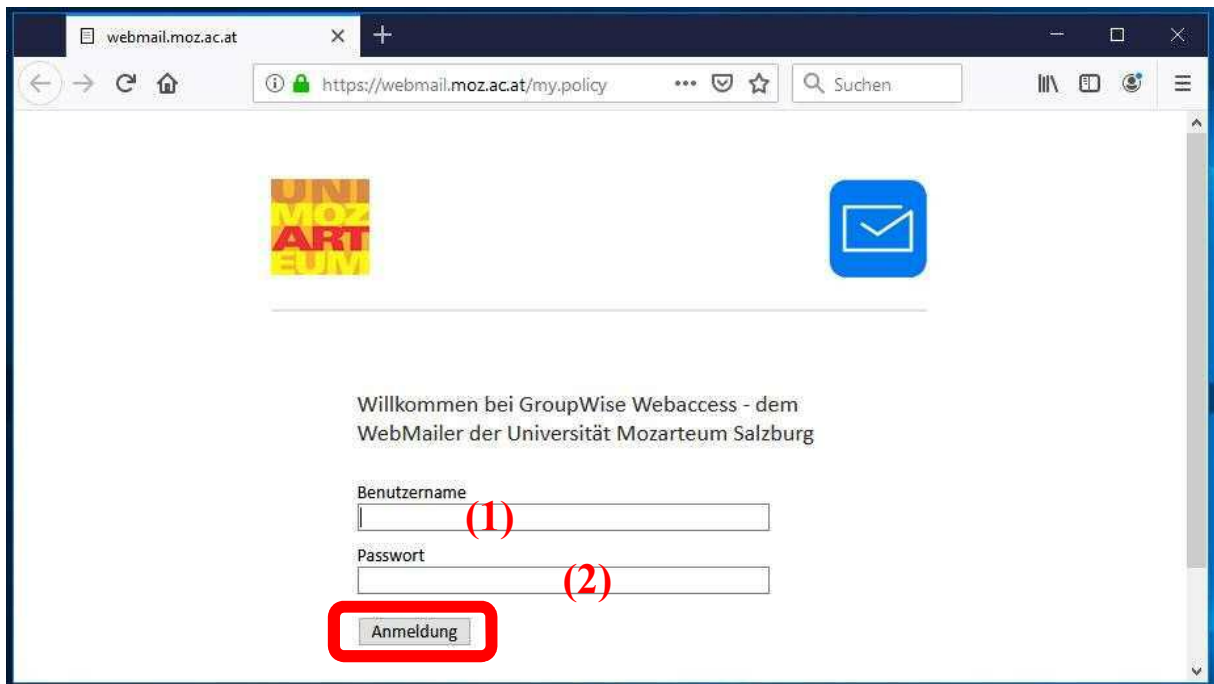 webmail.moz.ac.at
https://webmail.moz.ac.at/my.policy
Suchen
UNI
MOZ
ART
EUM
Willkommen bei GroupWise Webaccess - dem
WebMailer der Universität Mozarteum Salzburg
Benutzername
(1)
Passwort
(2)
Anmeldung